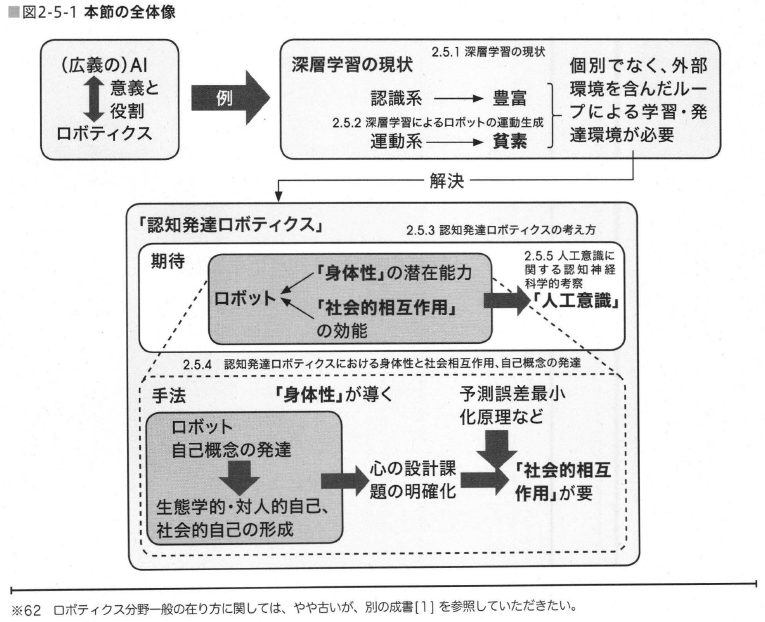 ■図2-5-1 本節の全体像
（広義の）AI
意義と
役割
ロボティクス
例
2.5.1 深層学習の現状
深層学習の現状
認識系
豊富
2.5.2 深層学習によるロボットの運動生成
運動系
貧素
個別でなく、外部
環境を含んだルー
プによる学習・発
達環境が必要
解決
「認知発達ロボティクス」
2.5.3 認知発達ロボティクスの考え方
期待
ロボット
「身体性」の潜在能力
「社会的相互作用」
の効能
2.5.5 人工意識に
関する認知神経
科学的考察
「人工意識」
2.5.4 認知発達ロボティクスにおける身体性と社会相互作用、自己概念の発達
手法
「身体性」が導く
ロボット
自己概念の発達
生態学的・対人的自己、
社会的自己の形成
心の設計課
題の明確化
予測誤差最小
化原理など
「社会的相互
作用」が要
※62 ロボティクス分野一般の在り方に関しては、やや古いが、別の成書[1]を参照していただきたい。